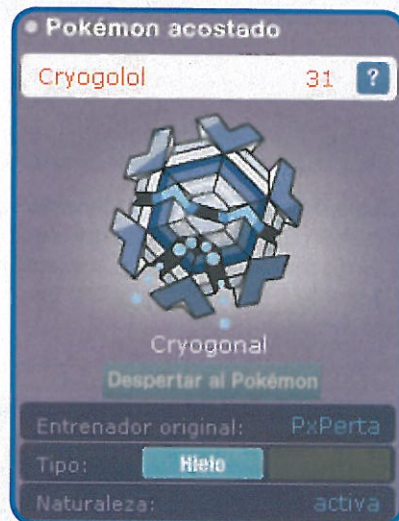 Pokémon acostado
Cryogolol 31 ?
Cryogonal
Despertar al Pokémon
Entrenador original: PxPerta
Tipo: Hielo
Naturaleza: activa